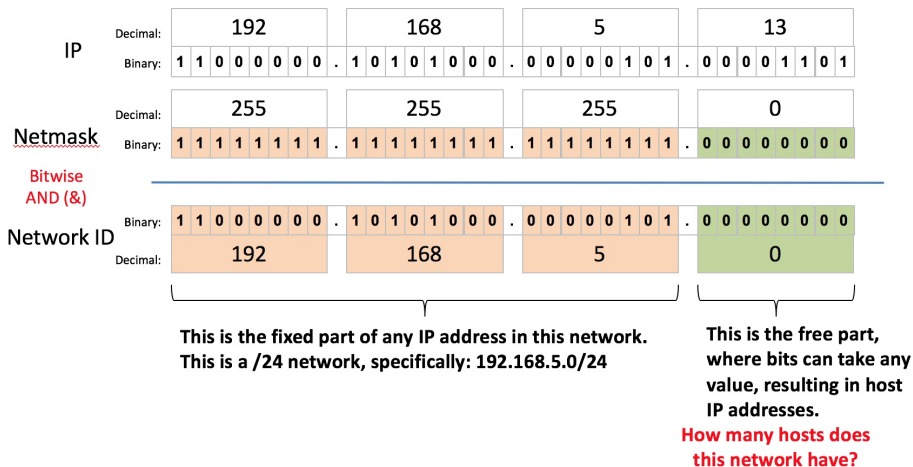 Decimal: 192 168 5 13
IP
Binary: 1 1 0 0 0 0 0 0 . 1 0 1 0 1 0 0 0 . 0 0 0 0 0 1 0 1 . 0 0 0 0 1 1 0 1
Decimal: 255 255 255 0
Netmask
Binary: 1 1 1 1 1 1 1 1 . 1 1 1 1 1 1 1 1 . 1 1 1 1 1 1 1 1 . 0 0 0 0 0 0 0 0
Bitwise
AND (&)
Binary: 1 1 0 0 0 0 0 0 . 1 0 1 0 1 0 0 0 . 0 0 0 0 0 1 0 1 . 0 0 0 0 0 0 0 0
Network ID
Decimal: 192 168 5 0
This is the fixed part of any IP address in this network.
This is a /24 network, specifically: 192.168.5.0/24
This is the free part,
where bits can take any
value, resulting in host
IP addresses.
How many hosts does
this network have?